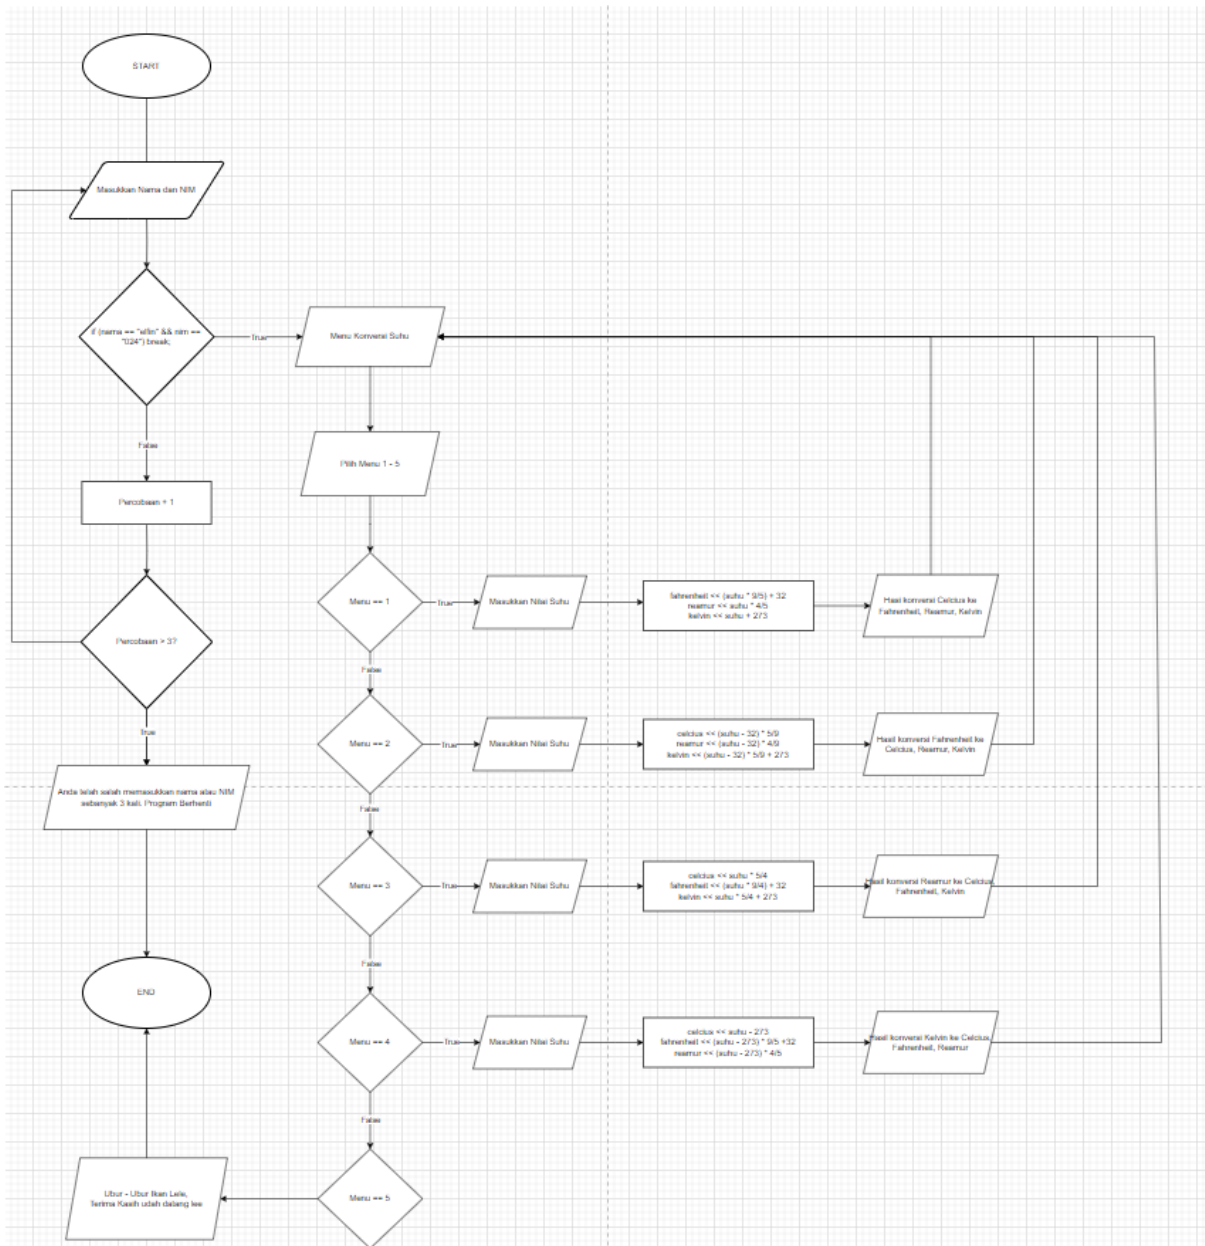 START
Masukkan Nama dan NIM
if (nama == "elfin" && nim ==
"024") break;
True
Menu Konversi Suhu
False
Pilih Menu 1 - 5
Percobaan + 1
Menu == 1
True
Masukkan Nilai Suhu
fahrenheit << (suhu * 9/5) + 32
reamur << suhu * 4/5
kelvin << suhu + 273
Hasil konversi Celcius ke
Fahrenheit, Reamur, Kelvin
Percobaan > 3?
False
True
Menu == 2
True
Masukkan Nilai Suhu
celcius << (suhu - 32) * 5/9
reamur << (suhu - 32) * 4/9
kelvin << (suhu - 32) * 5/9 + 273
Hasil konversi Fahrenheit ke
Celcius, Reamur, Kelvin
Anda telah salah memasukkan nama atau NIM
sebanyak 3 kali. Program Berhenti
False
Menu == 3
True
Masukkan Nilai Suhu
celcius << suhu * 5/4
fahrenheit << (suhu * 9/4) + 32
kelvin << suhu * 5/4 + 273
Hasil konversi Reamur ke Celcius,
Fahrenheit, Kelvin
False
END
Menu == 4
True
Masukkan Nilai Suhu
celcius << suhu - 273
fahrenheit << (suhu - 273) * 9/5 +32
reamur << (suhu - 273) * 4/5
Hasil konversi Kelvin ke Celcius,
Fahrenheit, Reamur
False
Menu == 5
Ubur - Ubur Ikan Lele,
Terima Kasih udah datang lee